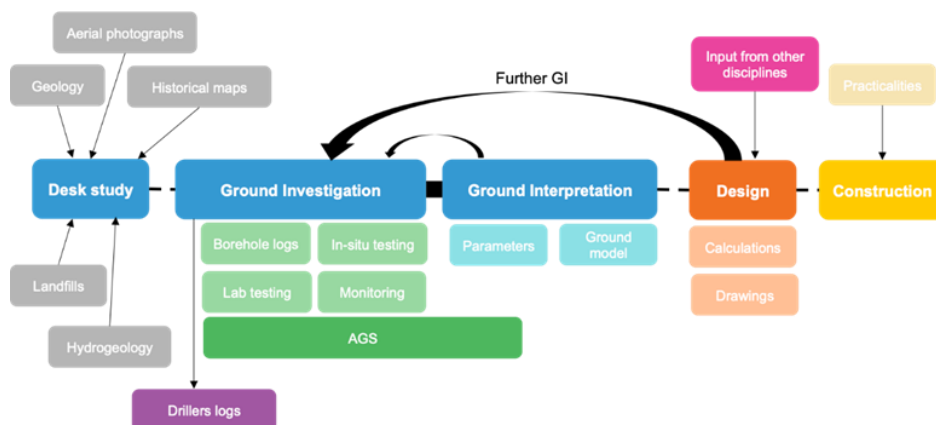 Aerial photographs
Geology
Historical maps
Further GI
Input from other
disciplines
Practicalities
Desk study
Ground Investigation
Ground Interpretation
Design
Construction
Borehole logs
In-situ testing
Parameters
Ground
model
Calculations
Landfills
Lab testing
Monitoring
Drawings
Hydrogeology
AGS
Drillers logs